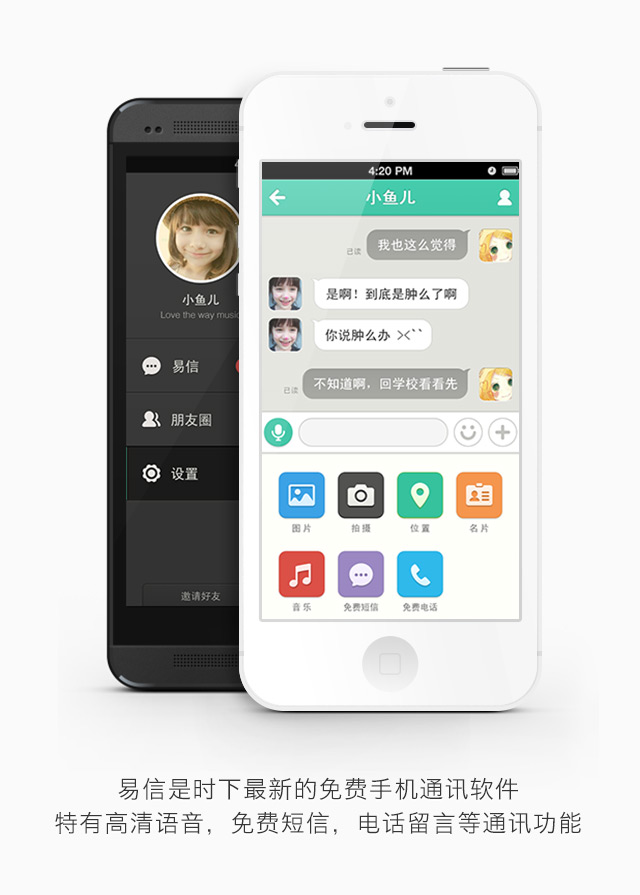 4:20 PM
小鱼儿
已读
我也这么觉得
是啊！到底是肿么了啊
你说肿么办 ><``
已读
不知道啊，回学校看看先
图片
拍摄
位置
名片
音乐
免费短信
免费电话
小鱼儿
Love the way music
易信
朋友圈
设置
邀请好友
易信是时下最新的免费手机通讯软件
特有高清语音，免费短信，电话留言等通讯功能